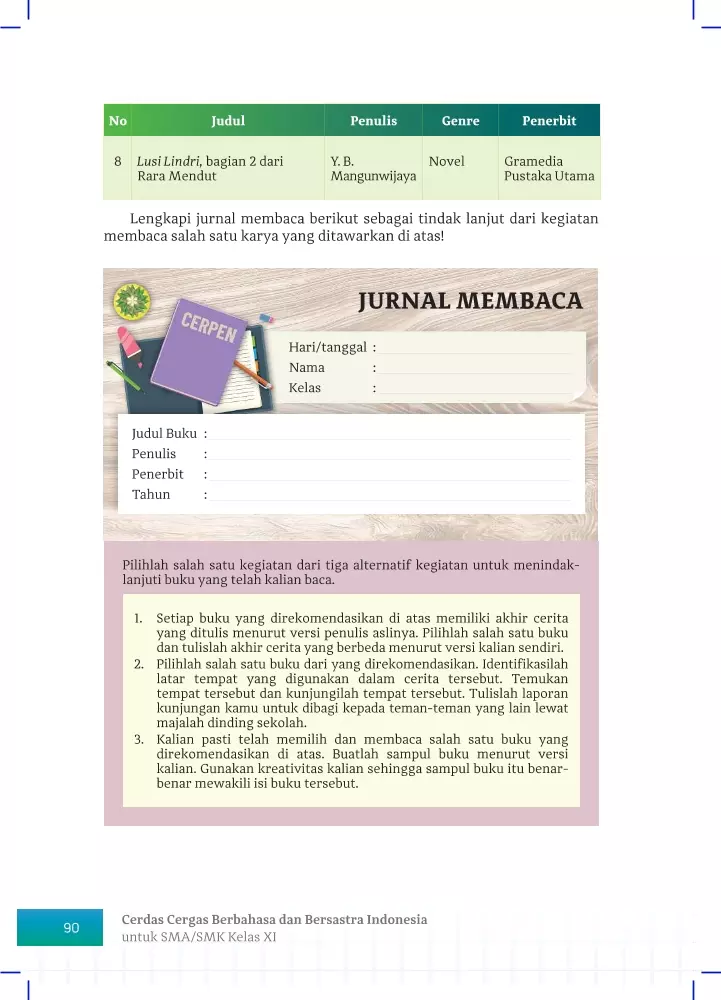 No Judul Penulis Genre Penerbit
8 Lusi Lindri, bagian 2 dari Y. B. Novel Gramedia
Rara Mendut Mangunwijaya Pustaka Utama
Lengkapi jurnal membaca berikut sebagai tindak lanjut dari kegiatan
membaca salah satu karya yang ditawarkan di atas!
JURNAL MEMBACA
CERPEN
Hari/tanggal :
Nama :
Kelas :
Judul Buku :
Penulis :
Penerbit :
Tahun :
Pilihlah salah satu kegiatan dari tiga alternatif kegiatan untuk menindak-
lanjuti buku yang telah kalian baca.
1. Setiap buku yang direkomendasikan di atas memiliki akhir cerita
yang ditulis menurut versi penulis aslinya. Pilihlah salah satu buku
dan tulislah akhir cerita yang berbeda menurut versi kalian sendiri.
2. Pilihlah salah satu buku dari yang direkomendasikan. Identifikasilah
latar tempat yang digunakan dalam cerita tersebut. Temukan
tempat tersebut dan kunjungilah tempat tersebut. Tulislah laporan
kunjungan kamu untuk dibagi kepada teman-teman yang lain lewat
majalah dinding sekolah.
3. Kalian pasti telah memilih dan membaca salah satu buku yang
direkomendasikan di atas. Buatlah sampul buku menurut versi
kalian. Gunakan kreativitas kalian sehingga sampul buku itu benar-
benar mewakili isi buku tersebut.
90
Cerdas Cergas Berbahasa dan Bersastra Indonesia
untuk SMA/SMK Kelas XI